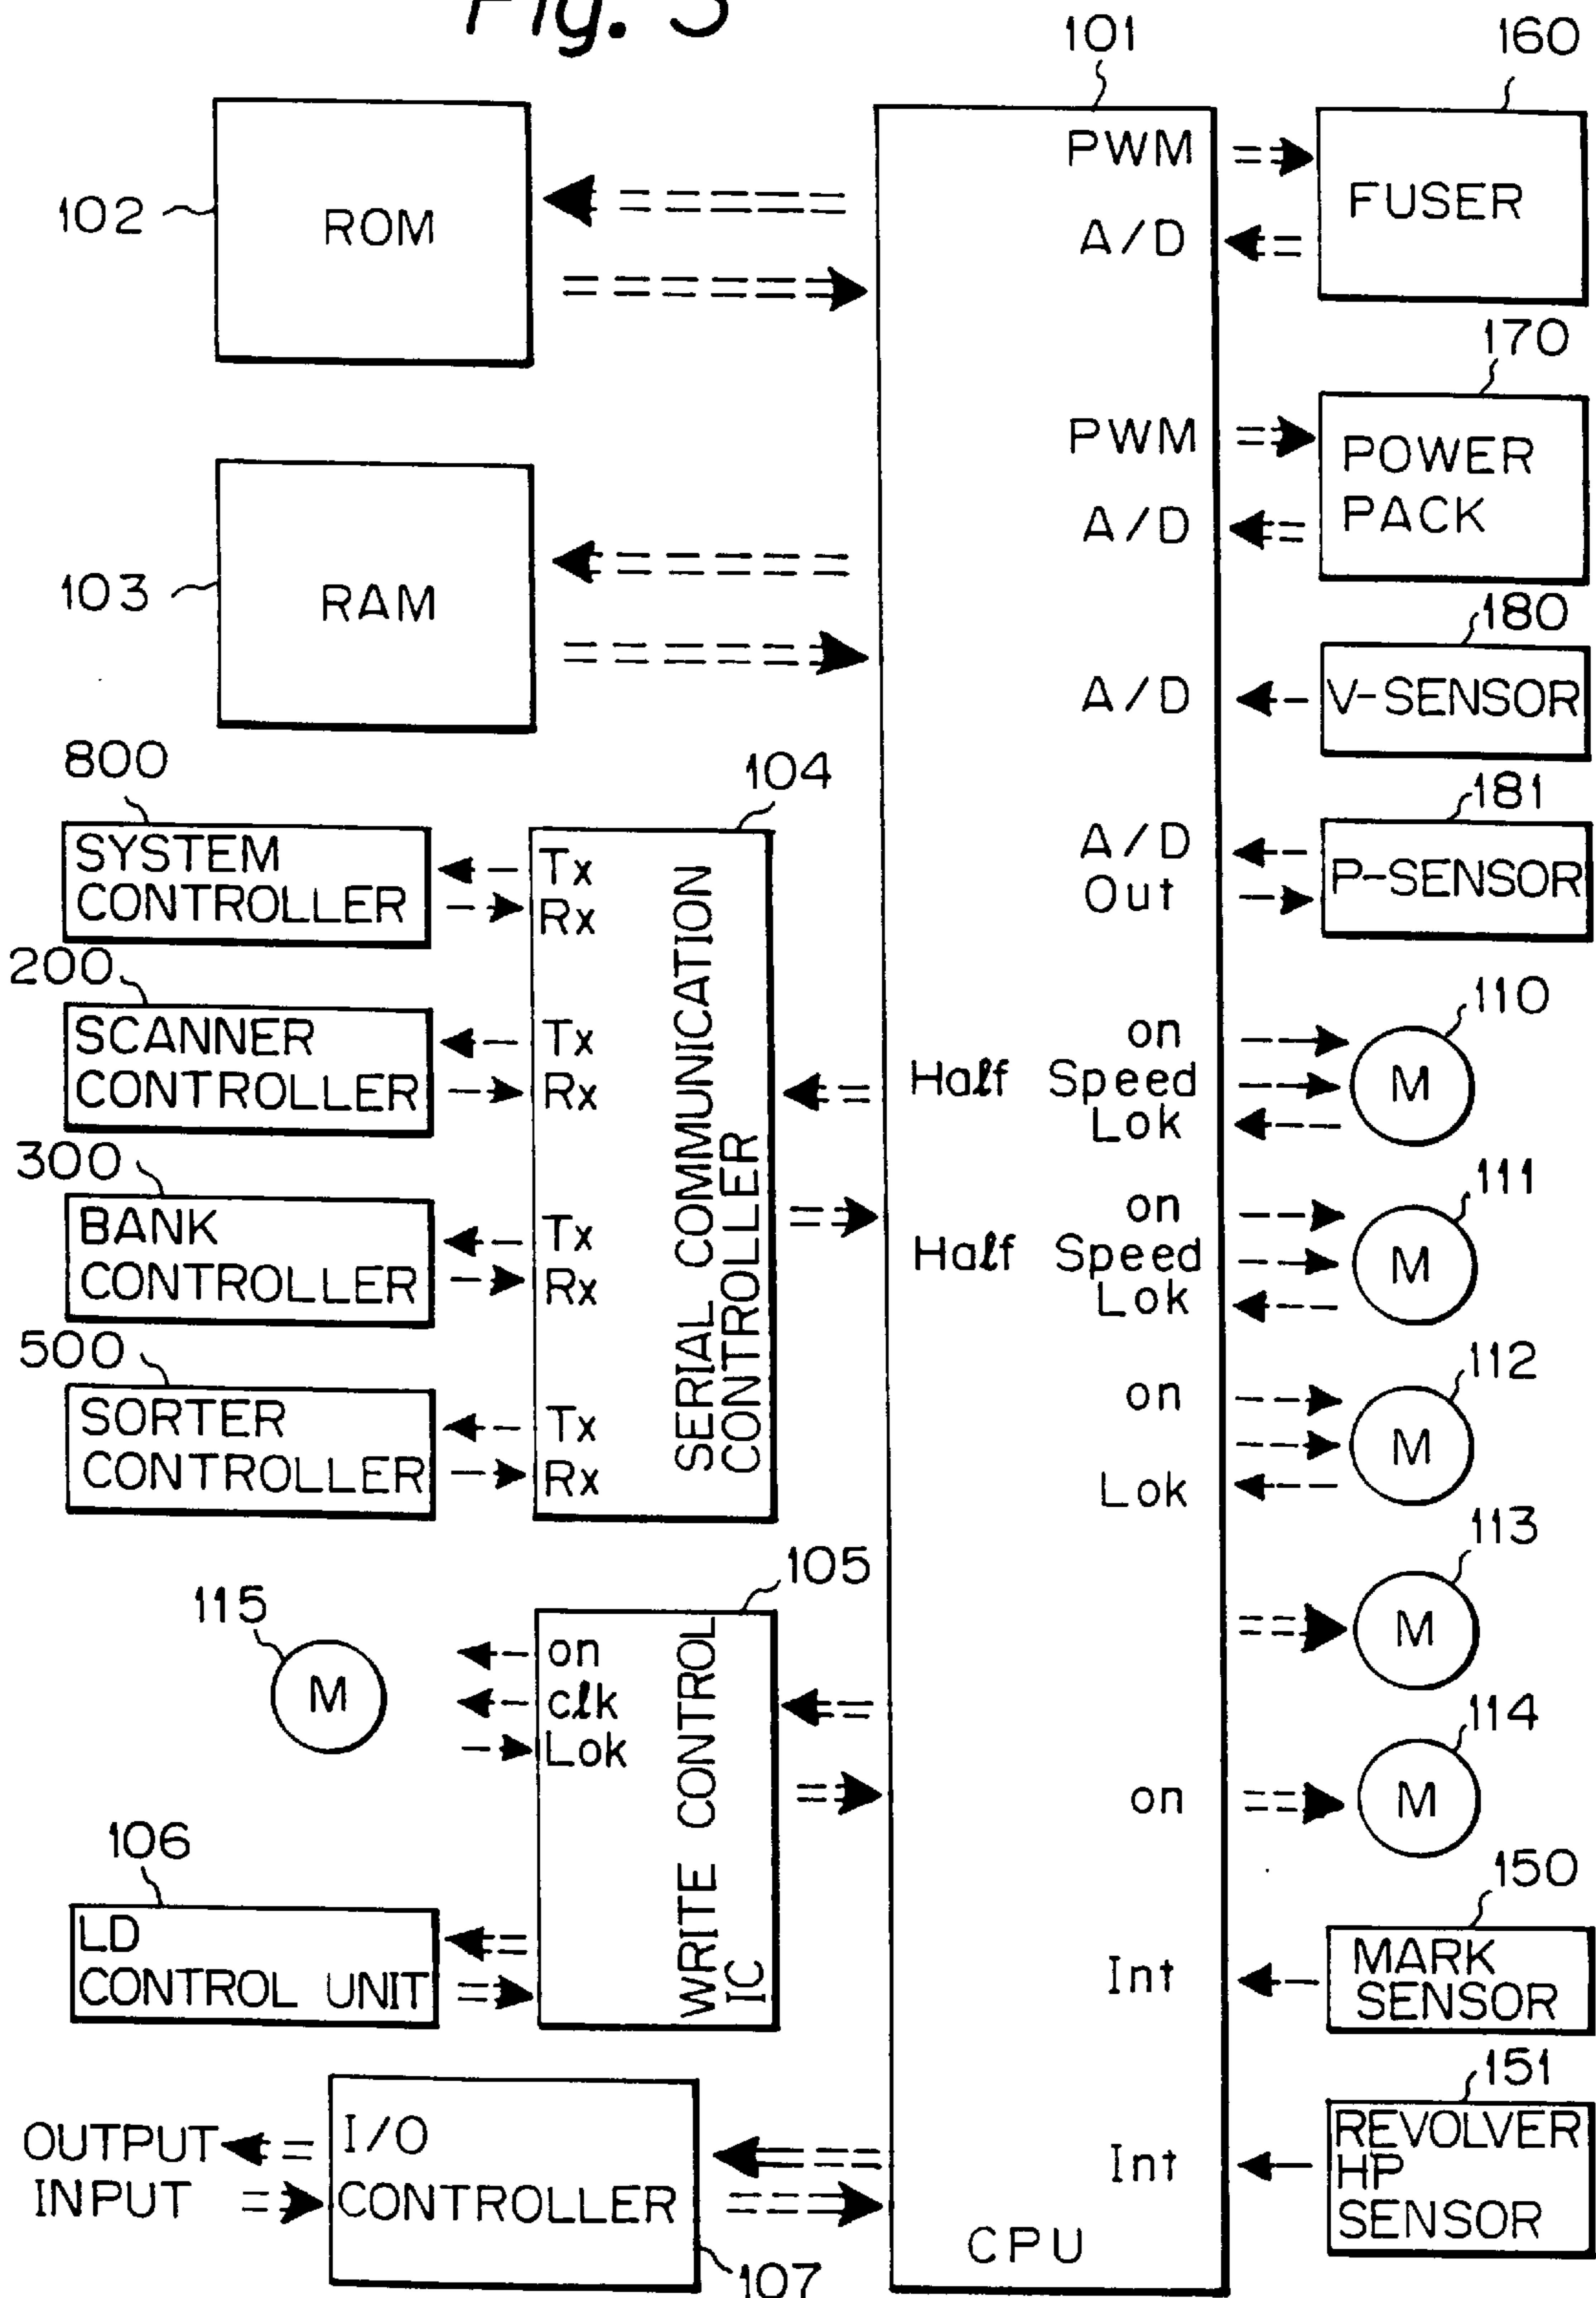 Fig. 3
101
160
PWM
FUSER
102
ROM
A/D
170
PWM
POWER
PACK
A/D
103
RAM
180
A/D
V-SENSOR
800
104
181
SYSTEM
CONTROLLER
Tx
Rx
A/D
Out
P-SENSOR
200
SCANNER
CONTROLLER
Tx
Rx
SERIAL COMMUNICATION
CONTROLLER
110
on
Half Speed
Lok
M
300
BANK
CONTROLLER
Tx
Rx
111
on
Half Speed
Lok
M
500
SORTER
CONTROLLER
Tx
Rx
112
on
Lok
M
113
M
105
115
M
on
clk
Lok
WRITE CONTROL
IC
114
on
M
106
LD
CONTROL UNIT
150
Int
MARK
SENSOR
151
OUTPUT
INPUT
I/O
CONTROLLER
107
Int
REVOLVER
HP
SENSOR
CPU